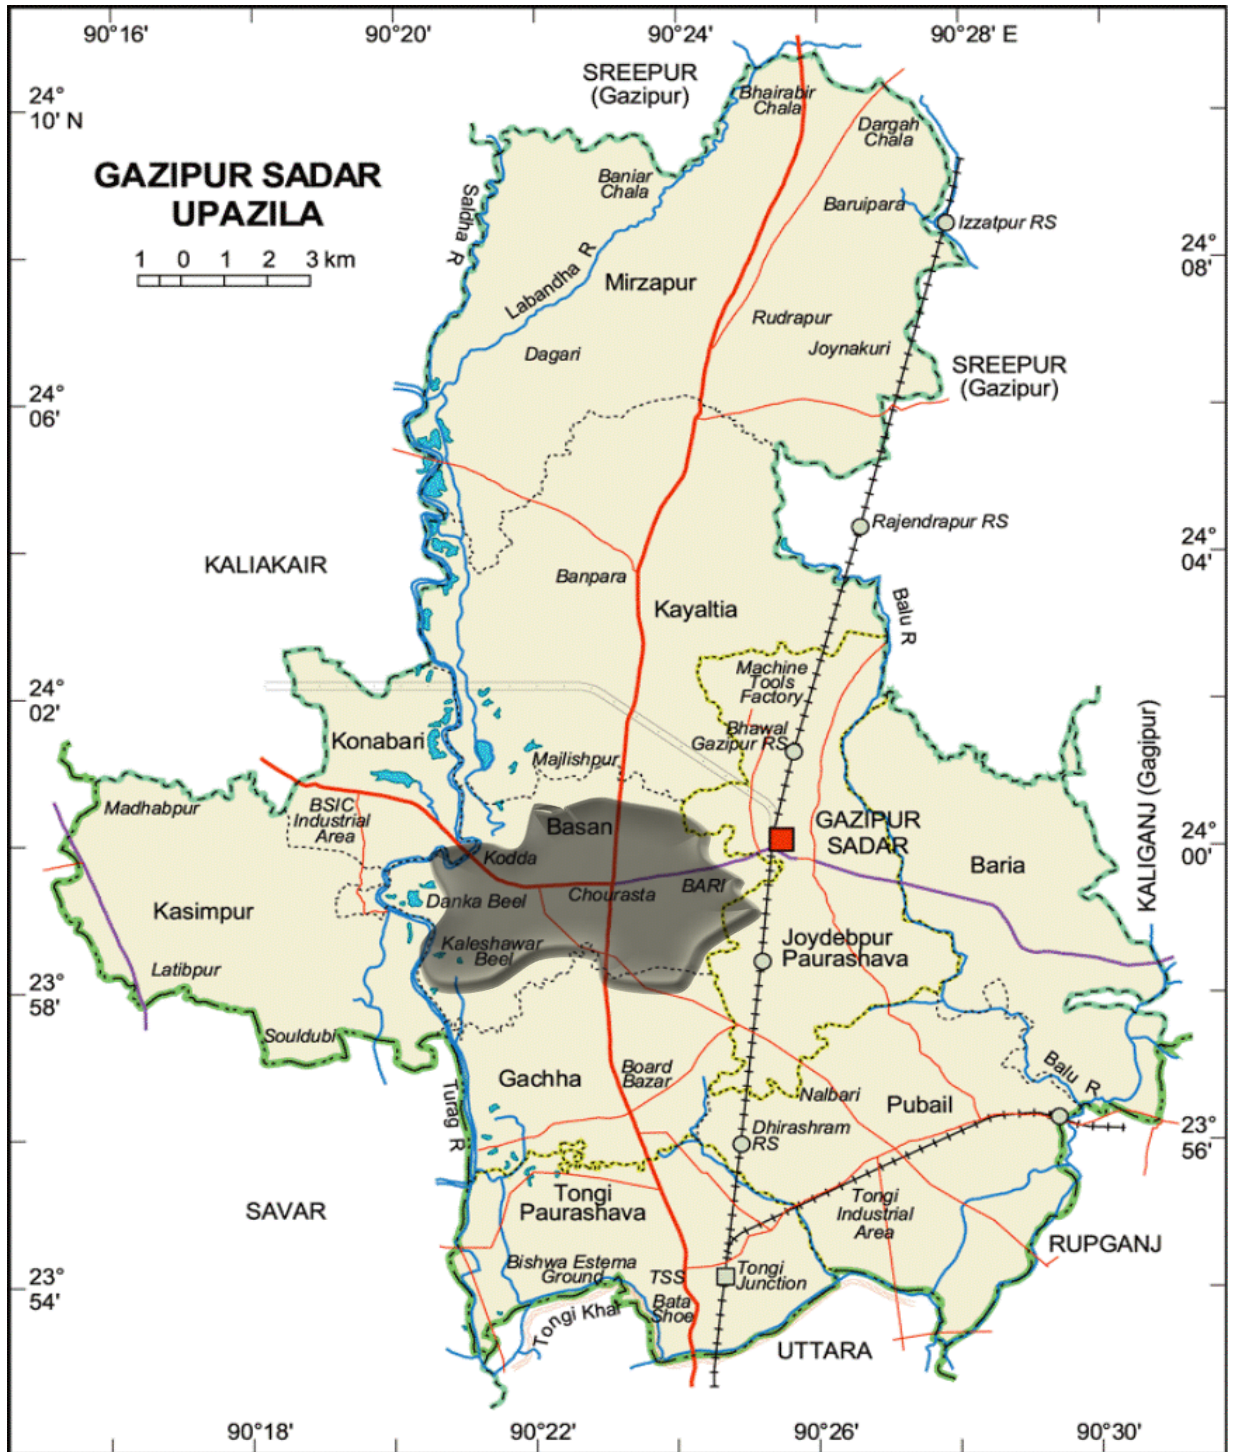 90°16'
90°20'
90°24'
90°28' E
SREEPUR
(Gazipur)
Bhairabir
Chala
24°
10' N
Dargah
Chala
GAZIPUR SADAR
UPAZILA
Baniar
Chala
Saldha R
Baruipara
Izzatpur RS
1 0 1 2 3 km
24°
08'
Labandha R
Mirzapur
Rudrapur
Dagari
Joynakuri
SREEPUR
(Gazipur)
24°
06'
Rajendrapur RS
24°
04'
KALIAKAIR
Banpara
Kayaltia
Balu R
Machine
Tools
Factory
24°
02'
Bhawal
Gazipur RS
Konabari
Majlishpur
KALIGANJ (Gagipur)
Madhabpur
BSIC
Industrial
Area
Basan
GAZIPUR
SADAR
24°
00'
Kodda
Baria
Danka Beel
Chourasta
BARI
Kasimpur
Kaleshawar
Beel
Joydebpur
Paurashava
Latibpur
23°
58'
Souldubi
Gachha
Board
Bazar
Balu R
Turag R
Nalbari
Pubail
Dhirashram
RS
23°
56'
SAVAR
Tongi
Paurashava
Tongi
Industrial
Area
RUPGANJ
Bishwa Estema
Ground
TSS
Tongi
Junction
23°
54'
Bata
Shoe
Tongi Khal
UTTARA
90°18'
90°22'
90°26'
90°30'